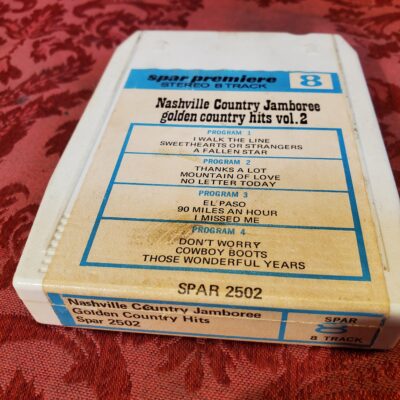 spar premiere
STEREO 8 TRACK
8
Nashville Country Jamboree
golden country hits vol. 2
PROGRAM 1
I WALK THE LINE
SWEETHEARTS OR STRANGERS
A FALLEN STAR
PROGRAM 2
THANKS A LOT
MOUNTAIN OF LOVE
NO LETTER TODAY
PROGRAM 3
EL PASO
90 MILES AN HOUR
I MISSED ME
PROGRAM 4
DON'T WORRY
COWBOY BOOTS
THOSE WONDERFUL YEARS
SPAR 2502
Nashville Country Jamboree
Golden Country Hits
Spar 2502
SPAR
8
8 TRACK